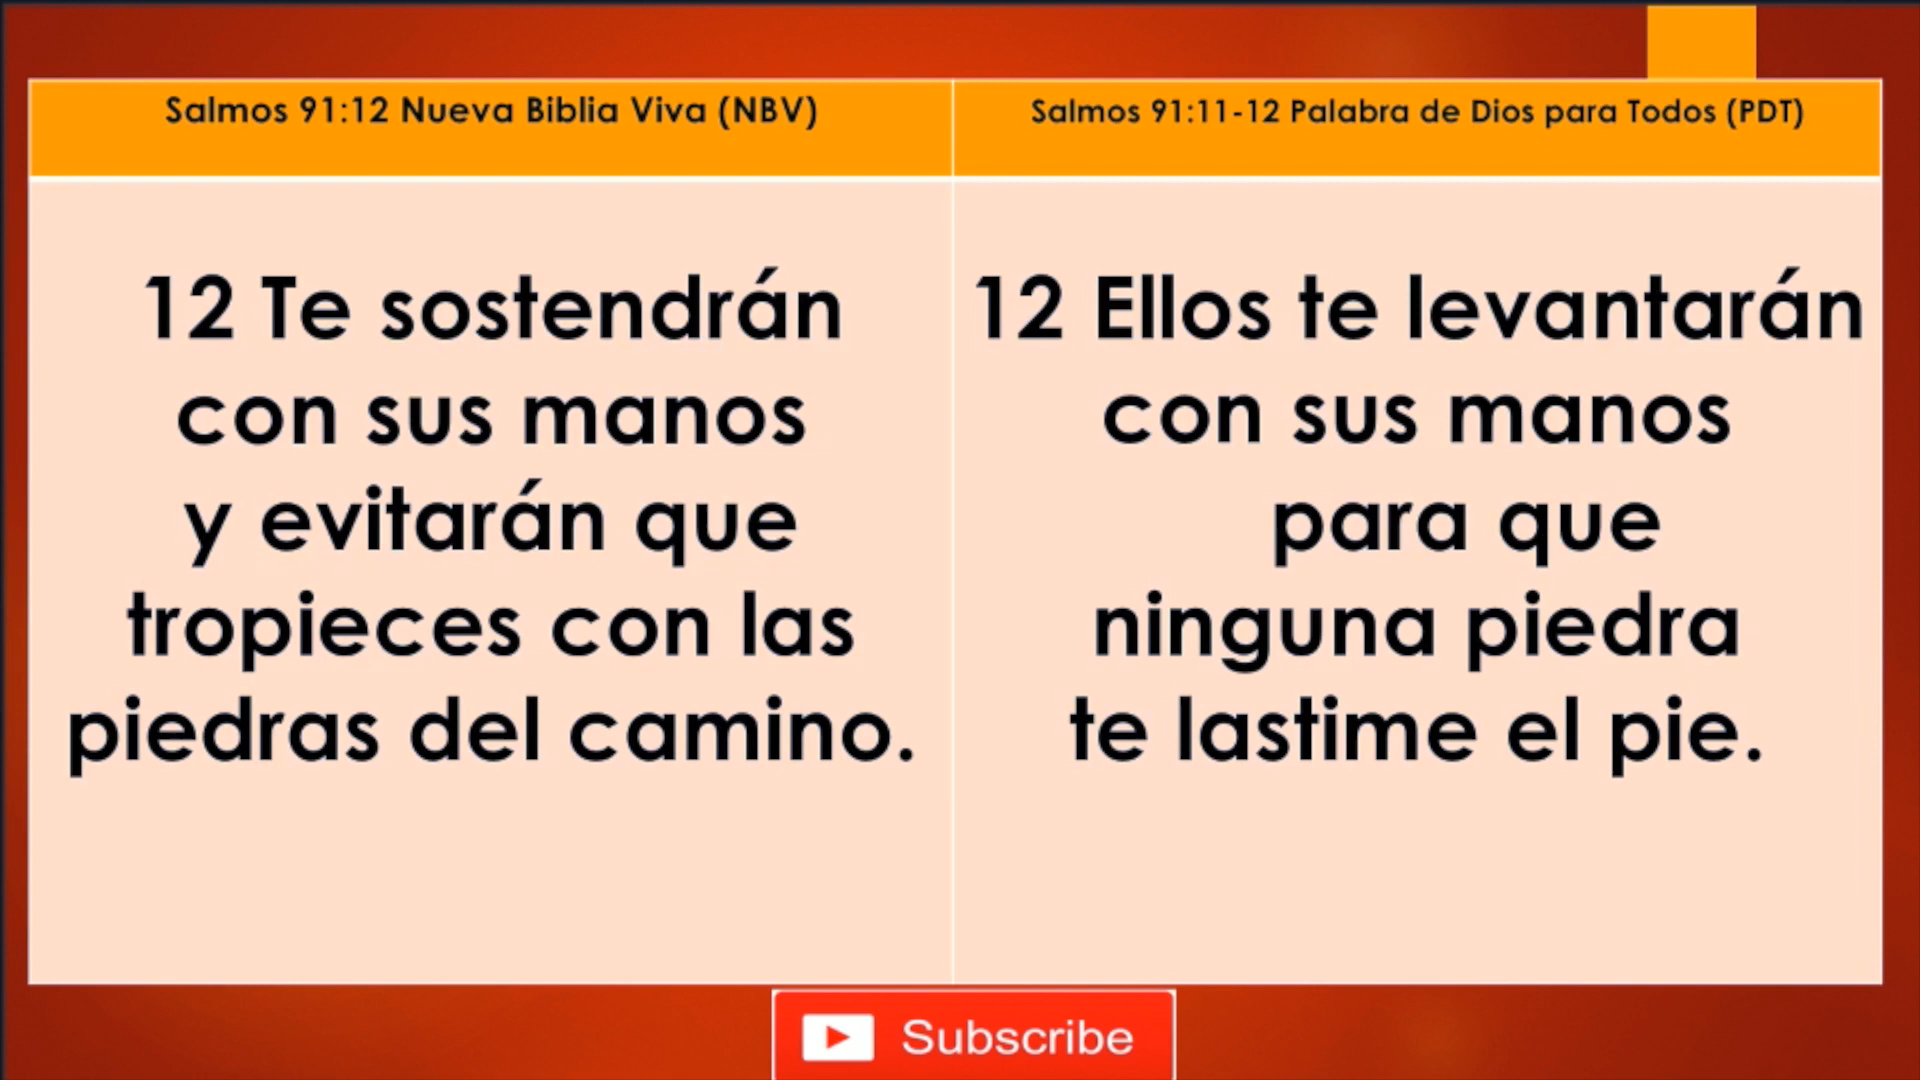 Salmos 91:12 Nueva Biblia Viva (NBV)
12 Te sostendrán
con sus manos
y evitarán que
tropieces con las
piedras del camino.
Salmos 91:11-12 Palabra de Dios para Todos (PDT)
12 Ellos te levantarán
con sus manos
para que
ninguna piedra
te lastime el pie.
Subscribe